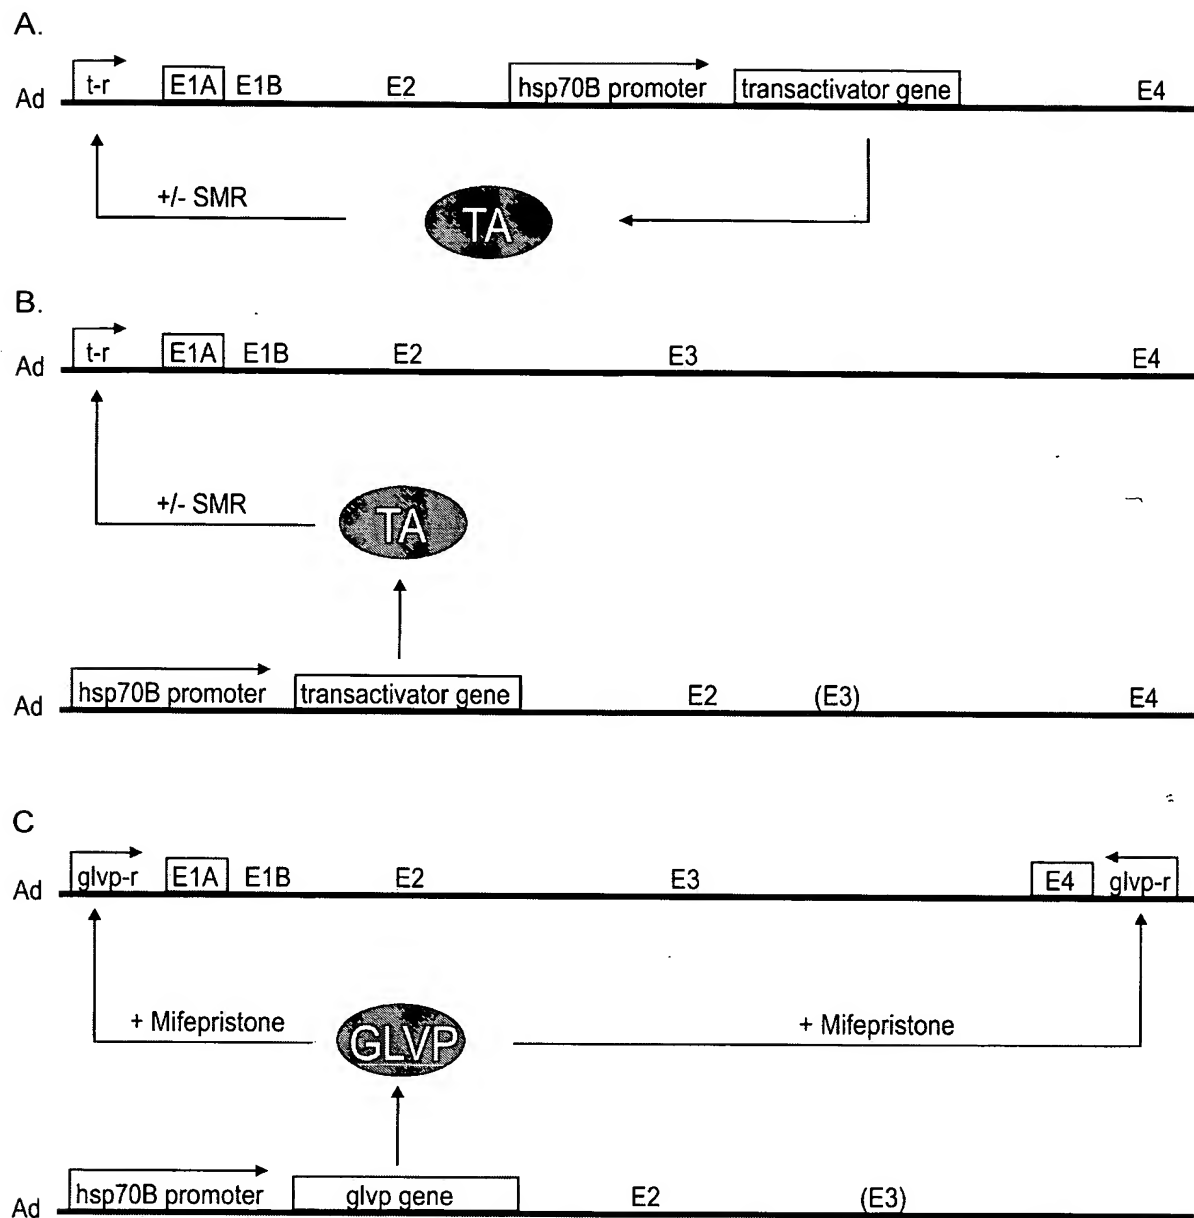 A.
Ad t-r E1A E1B E2 hsp70B promoter transactivator gene E4
+/- SMR
TA
B.
Ad t-r E1A E1B E2 E3 E4
+/- SMR
TA
Ad hsp70B promoter transactivator gene E2 (E3) E4
C
Ad glvp-r E1A E1B E2 E3 E4 glvp-r
+ Mifepristone GLVP + Mifepristone
Ad hsp70B promoter glvp gene E2 (E3)